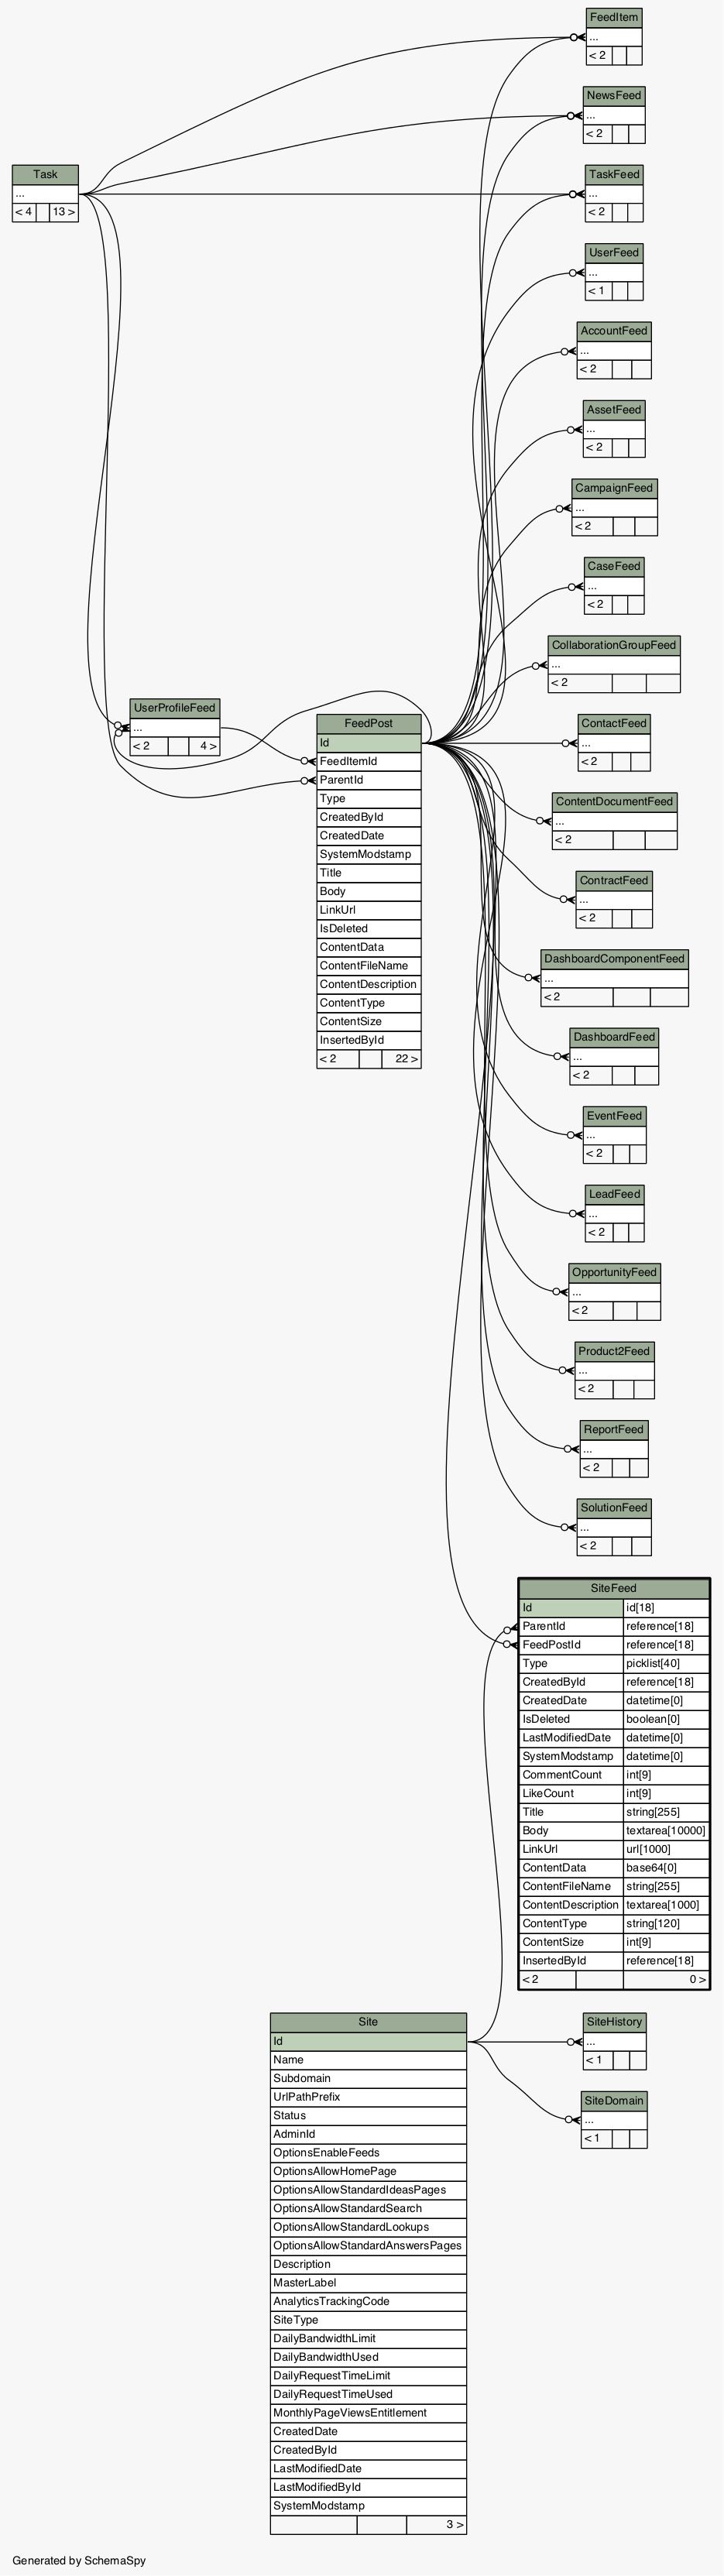 FeedItem
...
< 2
NewsFeed
...
< 2
Task
...
< 4 13 >
TaskFeed
...
< 2
UserFeed
...
< 1
AccountFeed
...
< 2
AssetFeed
...
< 2
CampaignFeed
...
< 2
CaseFeed
...
< 2
CollaborationGroupFeed
...
< 2
UserProfileFeed
...
< 2 4 >
FeedPost
Id
FeedItemId
ParentId
Type
CreatedById
CreatedDate
SystemModstamp
Title
Body
LinkUrl
IsDeleted
ContentData
ContentFileName
ContentDescription
ContentType
ContentSize
InsertedById
< 2 22 >
ContactFeed
...
< 2
ContentDocumentFeed
...
< 2
ContractFeed
...
< 2
DashboardComponentFeed
...
< 2
DashboardFeed
...
< 2
EventFeed
...
< 2
LeadFeed
...
< 2
OpportunityFeed
...
< 2
Product2Feed
...
< 2
ReportFeed
...
< 2
SolutionFeed
...
< 2
SiteFeed
Id id[18]
ParentId reference[18]
FeedPostId reference[18]
Type picklist[40]
CreatedById reference[18]
CreatedDate datetime[0]
IsDeleted boolean[0]
LastModifiedDate datetime[0]
SystemModstamp datetime[0]
CommentCount int[9]
LikeCount int[9]
Title string[255]
Body textarea[10000]
LinkUrl url[1000]
ContentData base64[0]
ContentFileName string[255]
ContentDescription textarea[1000]
ContentType string[120]
ContentSize int[9]
InsertedById reference[18]
< 2 0 >
Site
Id
Name
Subdomain
UrlPathPrefix
Status
AdminId
OptionsEnableFeeds
OptionsAllowHomePage
OptionsAllowStandardIdeasPages
OptionsAllowStandardSearch
OptionsAllowStandardLookups
OptionsAllowStandardAnswersPages
Description
MasterLabel
AnalyticsTrackingCode
SiteType
DailyBandwidthLimit
DailyBandwidthUsed
DailyRequestTimeLimit
DailyRequestTimeUsed
MonthlyPageViewsEntitlement
CreatedDate
CreatedById
LastModifiedDate
LastModifiedById
SystemModstamp
3 >
SiteHistory
...
< 1
SiteDomain
...
< 1
Generated by SchemaSpy